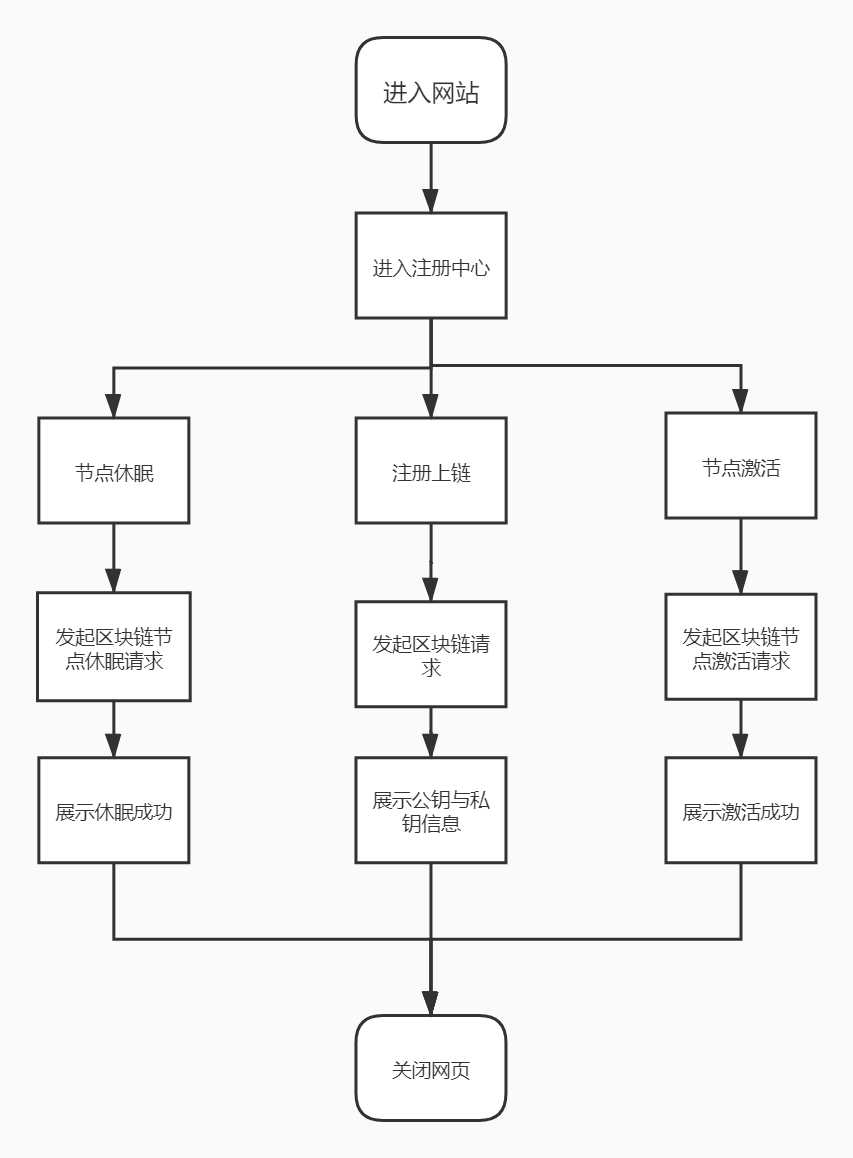 进入网站
进入注册中心
节点休眠
注册上链
节点激活
发起区块链节
点休眠请求
发起区块链请
求
发起区块链节
点激活请求
展示休眠成功
展示公钥与私
钥信息
展示激活成功
关闭网页